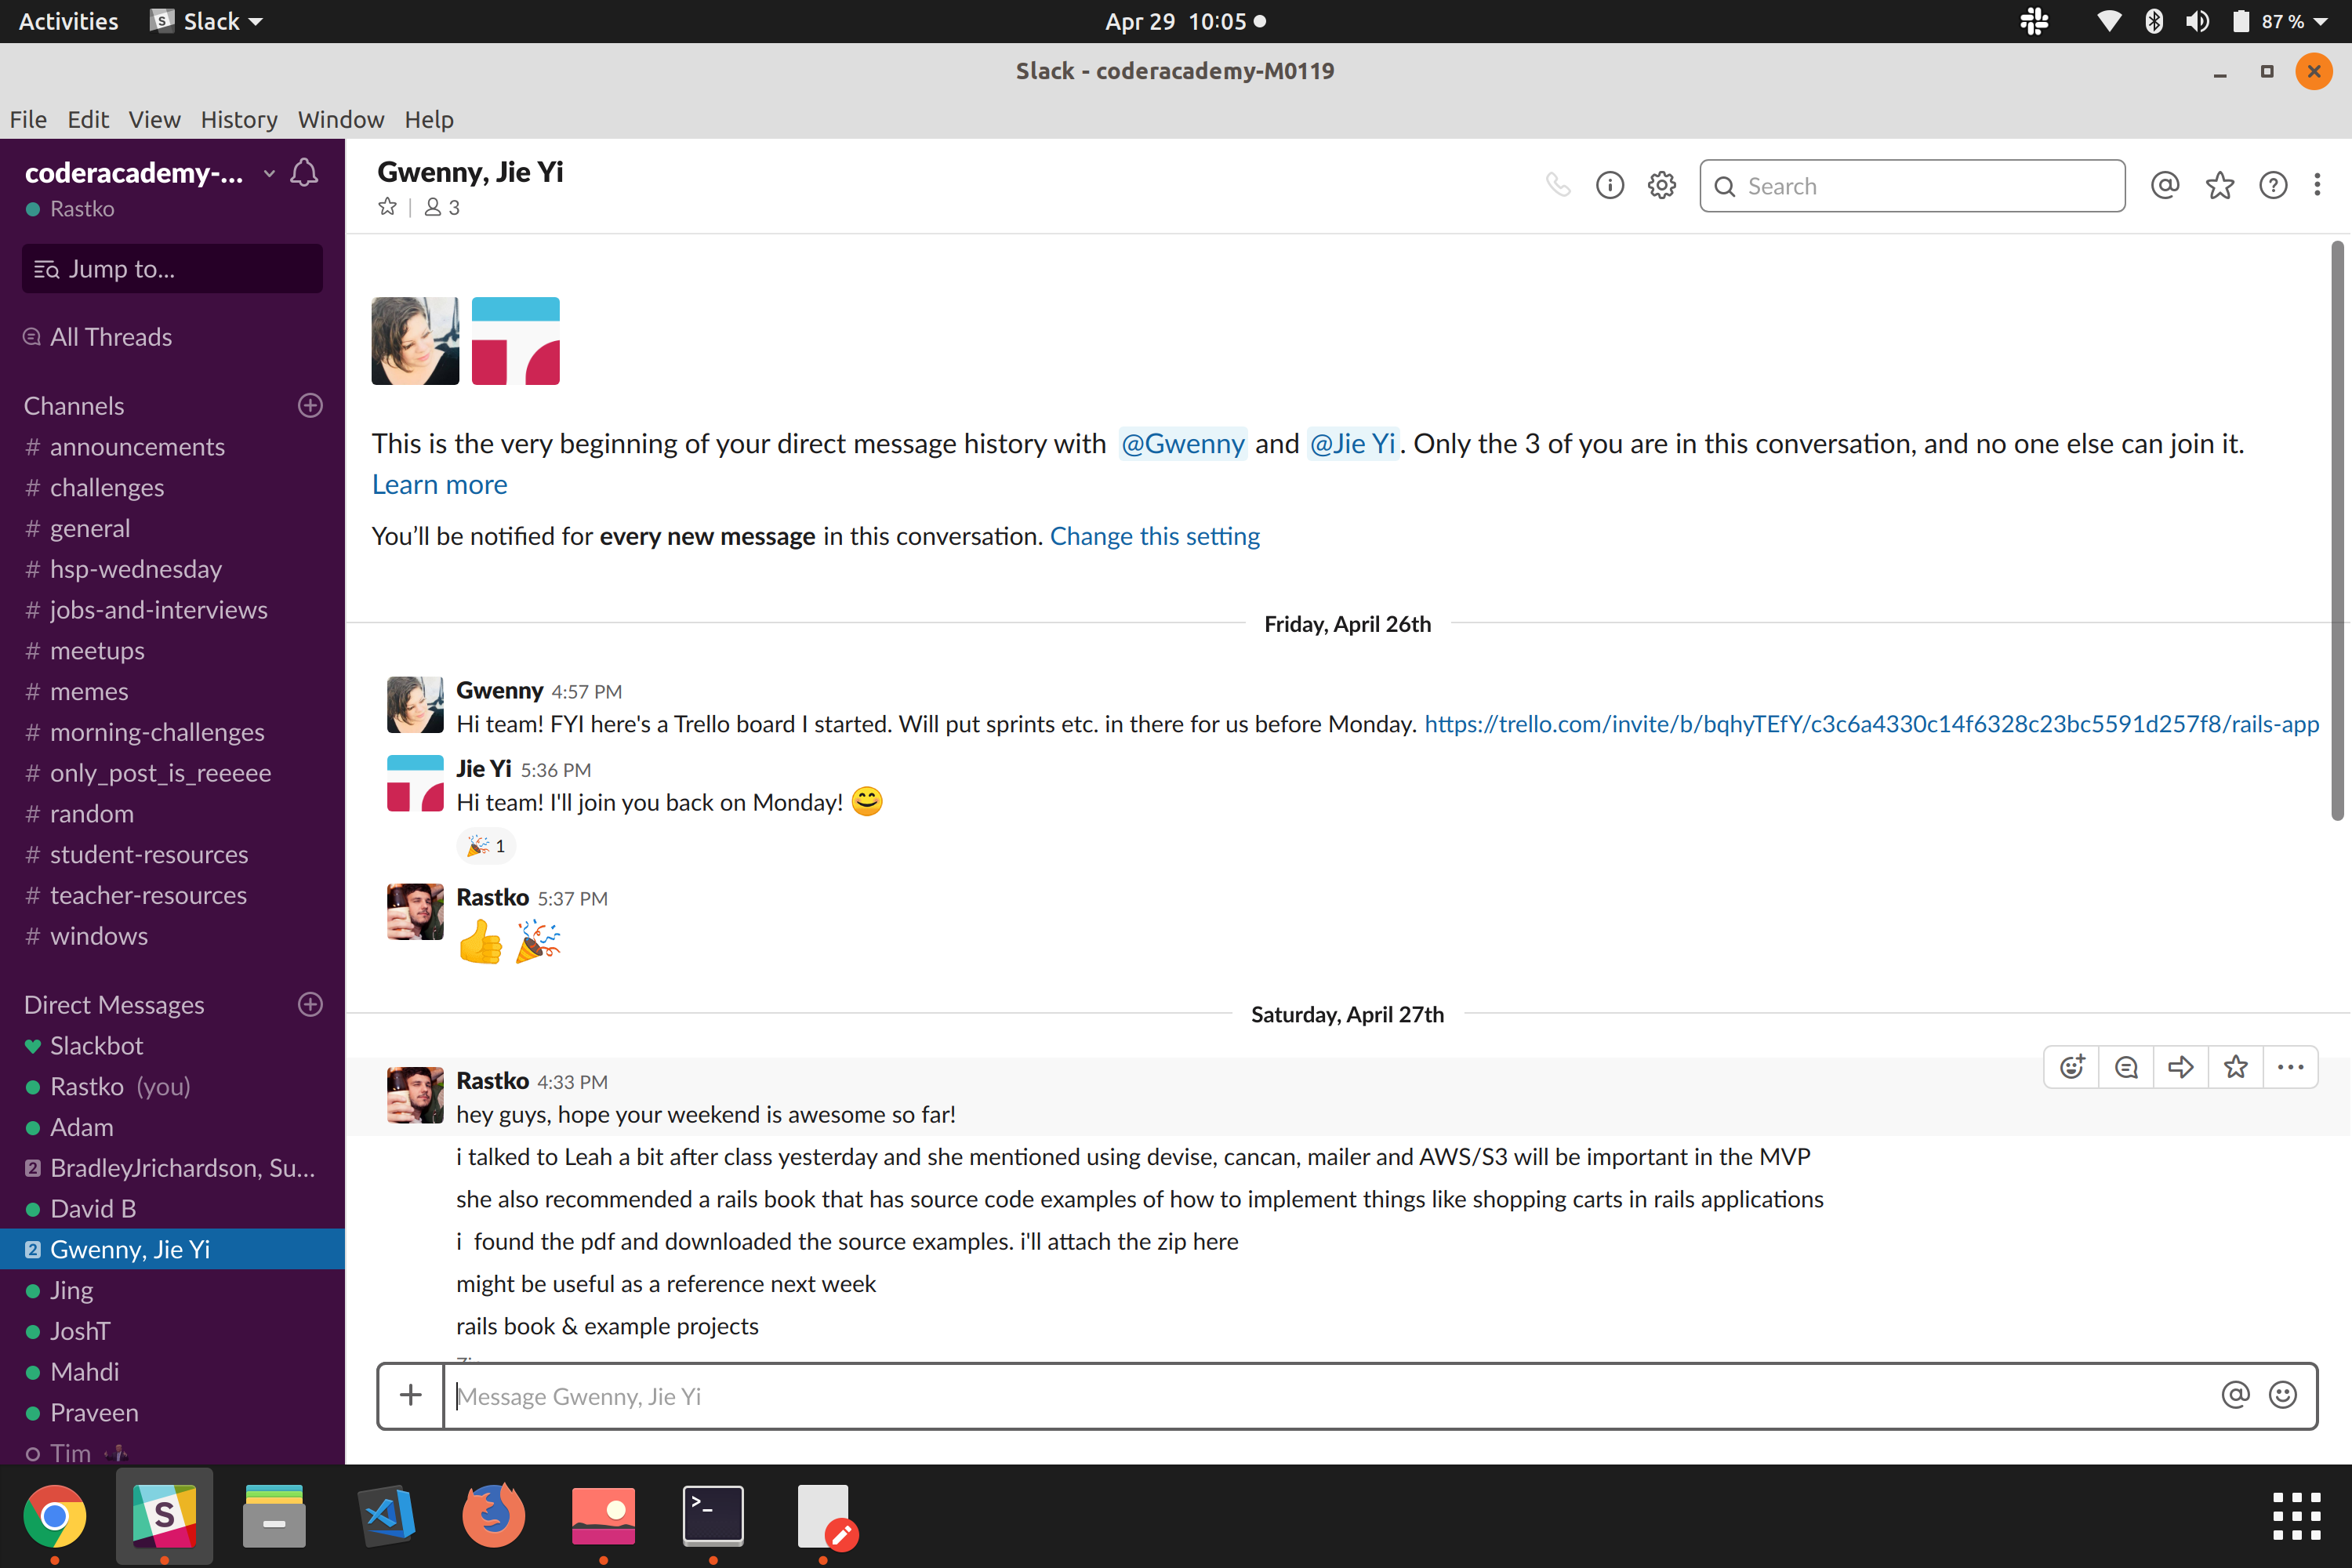 Activities Slack Apr 29 10:05 87 %
Slack - coderacademy-M0119
File Edit View History Window Help
coderacademy-...
Rastko
Jump to...
All Threads
Channels
# announcements
# challenges
# general
# hsp-wednesday
# jobs-and-interviews
# meetups
# memes
# morning-challenges
# only_post_is_reeeee
# random
# student-resources
# teacher-resources
# windows
Direct Messages
Slackbot
Rastko (you)
Adam
2 BradleyJrichardson, Su...
David B
2 Gwenny, Jie Yi
Jing
JoshT
Mahdi
Praveen
Tim
Gwenny, Jie Yi
3
Search
This is the very beginning of your direct message history with @Gwenny and @Jie Yi. Only the 3 of you are in this conversation, and no one else can join it.
Learn more
You’ll be notified for every new message in this conversation. Change this setting
Friday, April 26th
Gwenny 4:57 PM
Hi team! FYI here's a Trello board I started. Will put sprints etc. in there for us before Monday. https://trello.com/invite/b/bqhyTEfY/c3c6a4330c14f6328c23bc5591d257f8/rails-app
Jie Yi 5:36 PM
Hi team! I'll join you back on Monday! 😊
🎉 1
Rastko 5:37 PM
👍 🎉
Saturday, April 27th
Rastko 4:33 PM
hey guys, hope your weekend is awesome so far!
i talked to Leah a bit after class yesterday and she mentioned using devise, cancan, mailer and AWS/S3 will be important in the MVP
she also recommended a rails book that has source code examples of how to implement things like shopping carts in rails applications
i found the pdf and downloaded the source examples. i'll attach the zip here
might be useful as a reference next week
rails book & example projects
Message Gwenny, Jie Yi